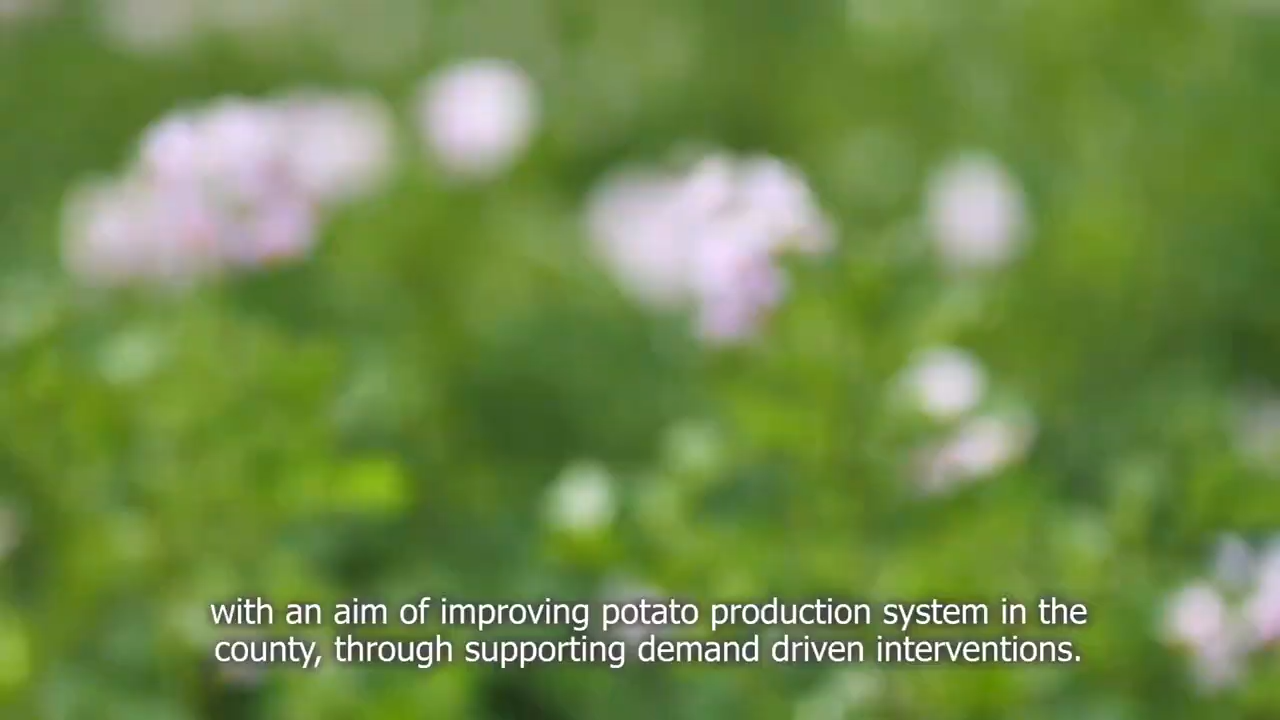 with an aim of improving potato production system in the
county, through supporting demand driven interventions.